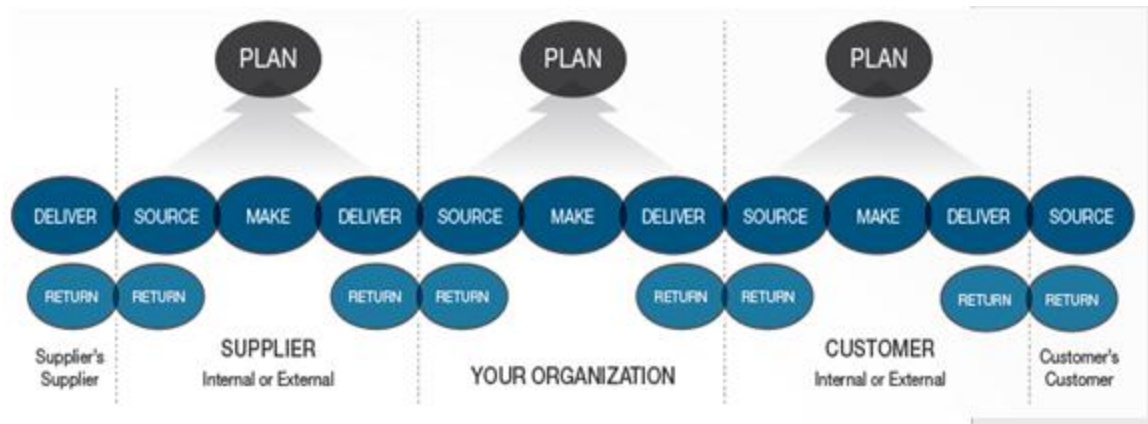 PLAN PLAN PLAN
DELIVER SOURCE MAKE DELIVER SOURCE MAKE DELIVER SOURCE MAKE DELIVER SOURCE
RETURN RETURN RETURN RETURN RETURN RETURN RETURN RETURN
Supplier's
Supplier
SUPPLIER
Internal or External
YOUR ORGANIZATION
CUSTOMER
Internal or External
Customer's
Customer